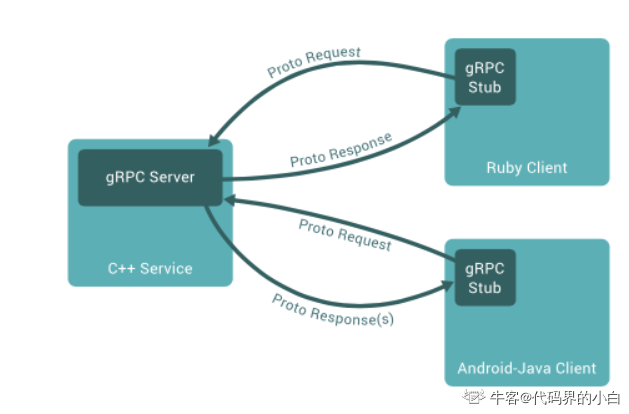 Proto Request
gRPC
Stub
Ruby Client
Proto Response
gRPC Server
C++ Service
Proto Request
gRPC
Stub
Proto Response(s)
Android-Java Client
牛客@代码界的小白